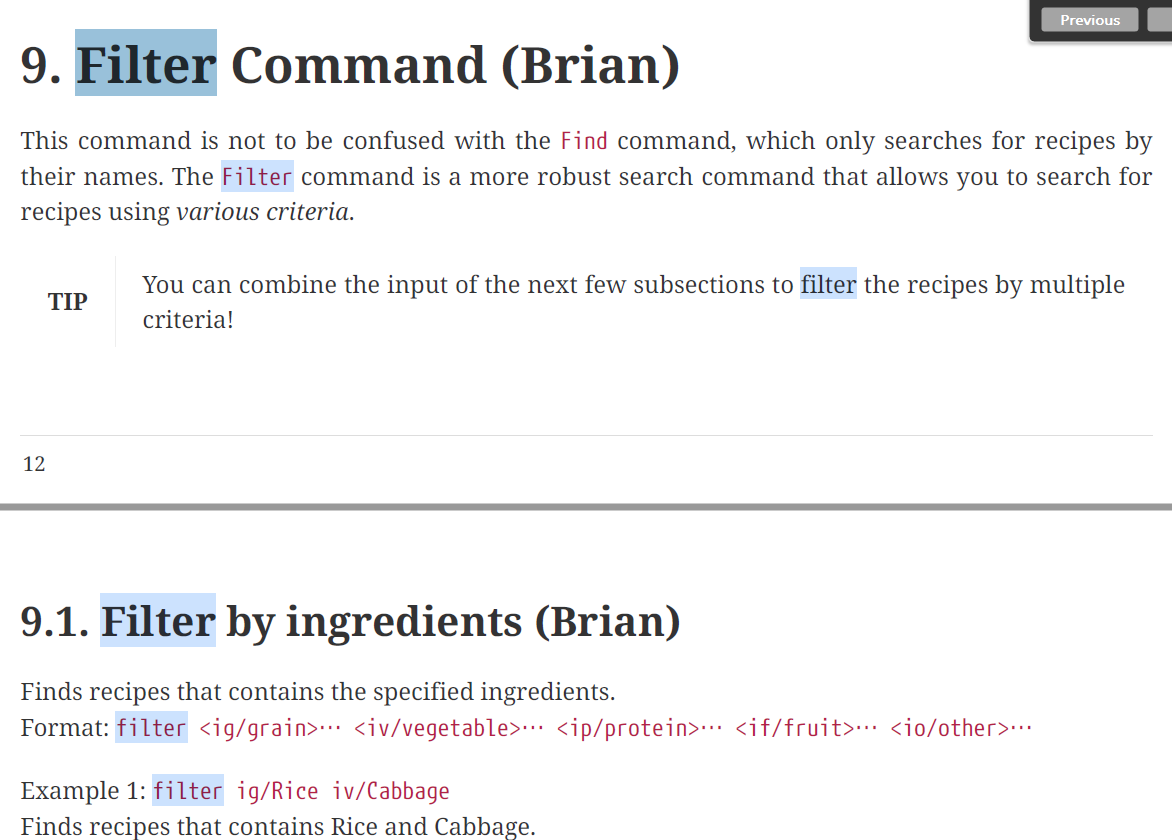 Previous
9. Filter Command (Brian)
This command is not to be confused with the Find command, which only searches for recipes by
their names. The Filter command is a more robust search command that allows you to search for
recipes using various criteria.
TIP
You can combine the input of the next few subsections to filter the recipes by multiple
criteria!
12
9.1. Filter by ingredients (Brian)
Finds recipes that contains the specified ingredients.
Format: filter <ig/grain>… <iv/vegetable>… <ip/protein>… <if/fruit>… <io/other>…
Example 1: filter ig/Rice iv/Cabbage
Finds recipes that contains Rice and Cabbage.